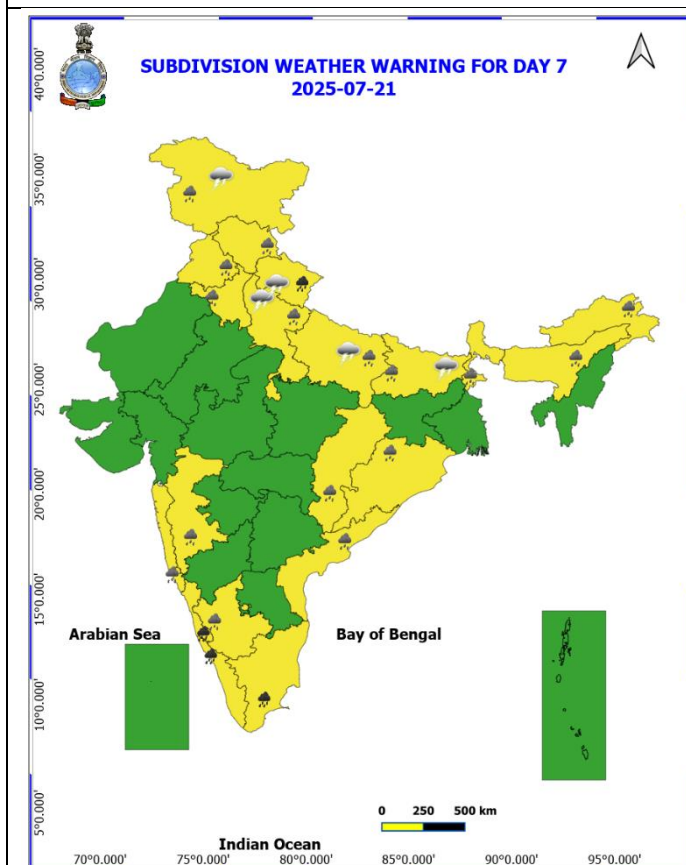 SUBDIVISION WEATHER WARNING FOR DAY 7
2025-07-21
40°0.000'
35°0.000'
30°0.000'
25°0.000'
20°0.000'
15°0.000'
10°0.000'
5°0.000'
Arabian Sea
Bay of Bengal
0 250 500 km
Indian Ocean
70°0.000' 75°0.000' 80°0.000' 85°0.000' 90°0.000' 95°0.000'